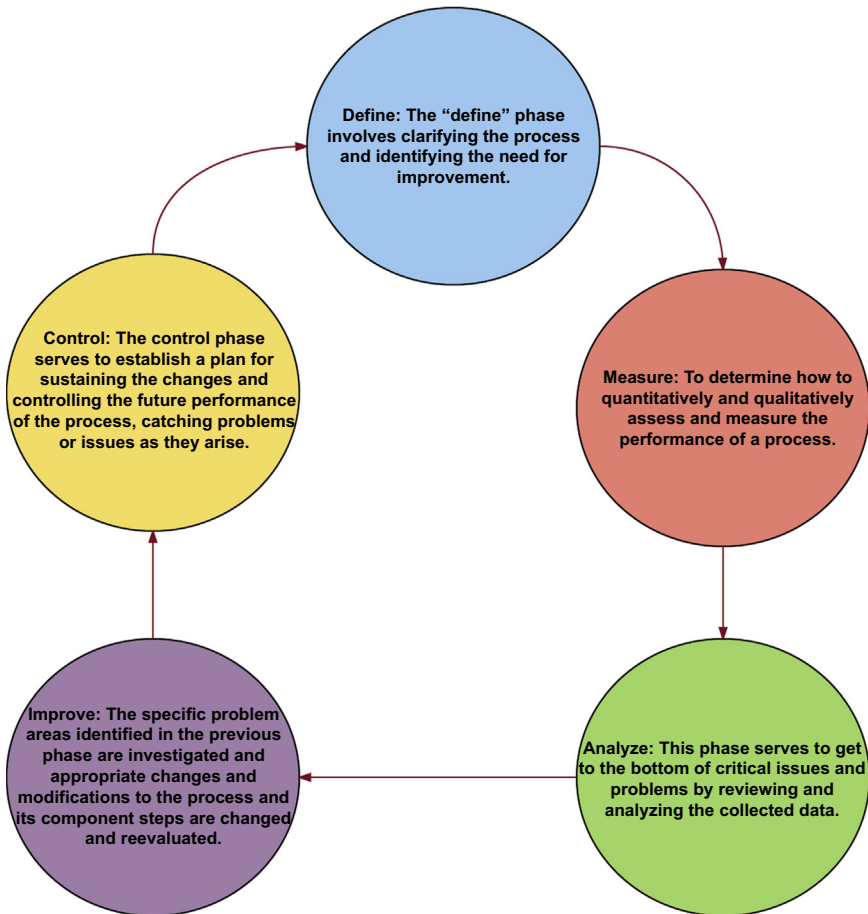 Define: The “define” phase
involves clarifying the process
and identifying the need for
improvement.
Measure: To determine how to
quantitatively and qualitatively
assess and measure the
performance of a process.
Analyze: This phase serves to get
to the bottom of critical issues and
problems by reviewing and
analyzing the collected data.
Improve: The specific problem
areas identified in the previous
phase are investigated and
appropriate changes and
modifications to the process and
its component steps are changed
and reevaluated.
Control: The control phase
serves to establish a plan for
sustaining the changes and
controlling the future performance
of the process, catching problems
or issues as they arise.